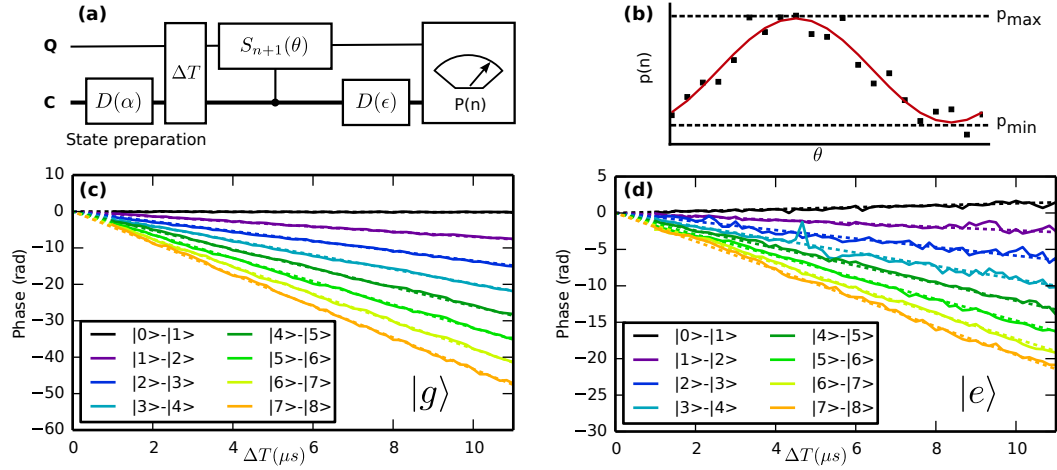 (a)
Q
C
D(α)
ΔT
S_{n+1}(θ)
D(ϵ)
P(n)
State preparation
(b)
p(n)
θ
p_max
p_min
(c)
Phase (rad)
10
0
−10
−20
−30
−40
−50
−60
0 2 4 6 8 10
ΔT(μs)
|0>-|1>
|1>-|2>
|2>-|3>
|3>-|4>
|4>-|5>
|5>-|6>
|6>-|7>
|7>-|8>
|g⟩
(d)
Phase (rad)
5
0
−5
−10
−15
−20
−25
−30
0 2 4 6 8 10
ΔT(μs)
|0>-|1>
|1>-|2>
|2>-|3>
|3>-|4>
|4>-|5>
|5>-|6>
|6>-|7>
|7>-|8>
|e⟩